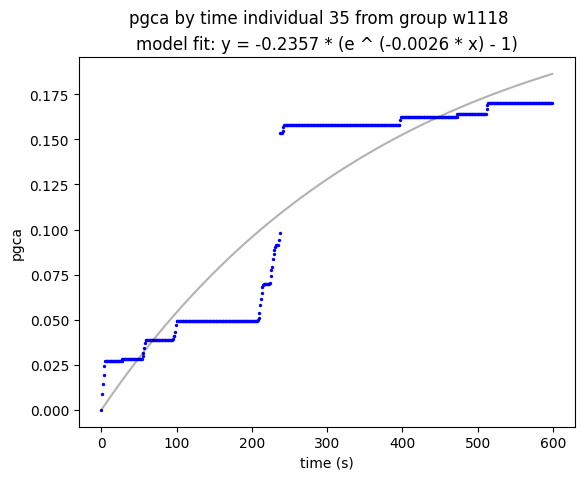 pgca by time individual 35 from group w1118
model fit: y = -0.2357 * (e ^ (-0.0026 * x) - 1)
0.175
0.150
0.125
0.100
0.075
0.050
0.025
0.000
pgca
0 100 200 300 400 500 600
time (s)